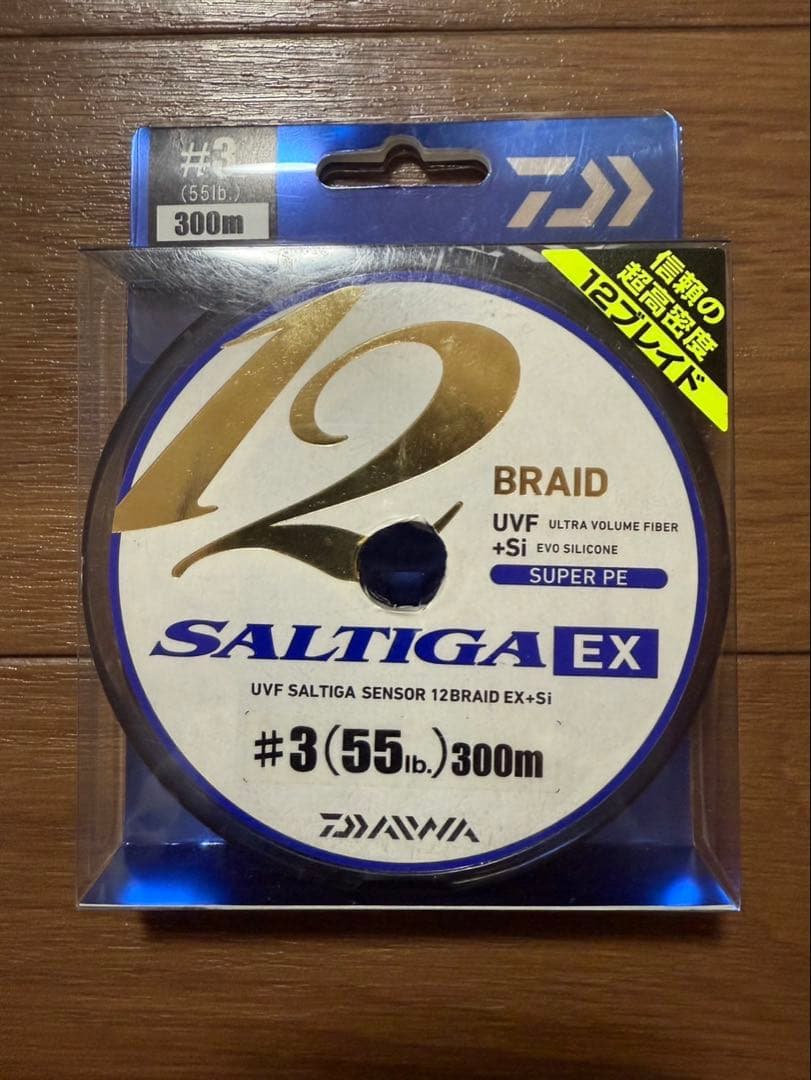 #3
(55lb.)
300m
信頼の
超高密度
12ブレイド
12
BRAID
UVF ULTRA VOLUME FIBER
+Si EVO SILICONE
SUPER PE
SALTIGA EX
UVF SALTIGA SENSOR 12BRAID EX+Si
#3(55lb.)300m
DAIWA